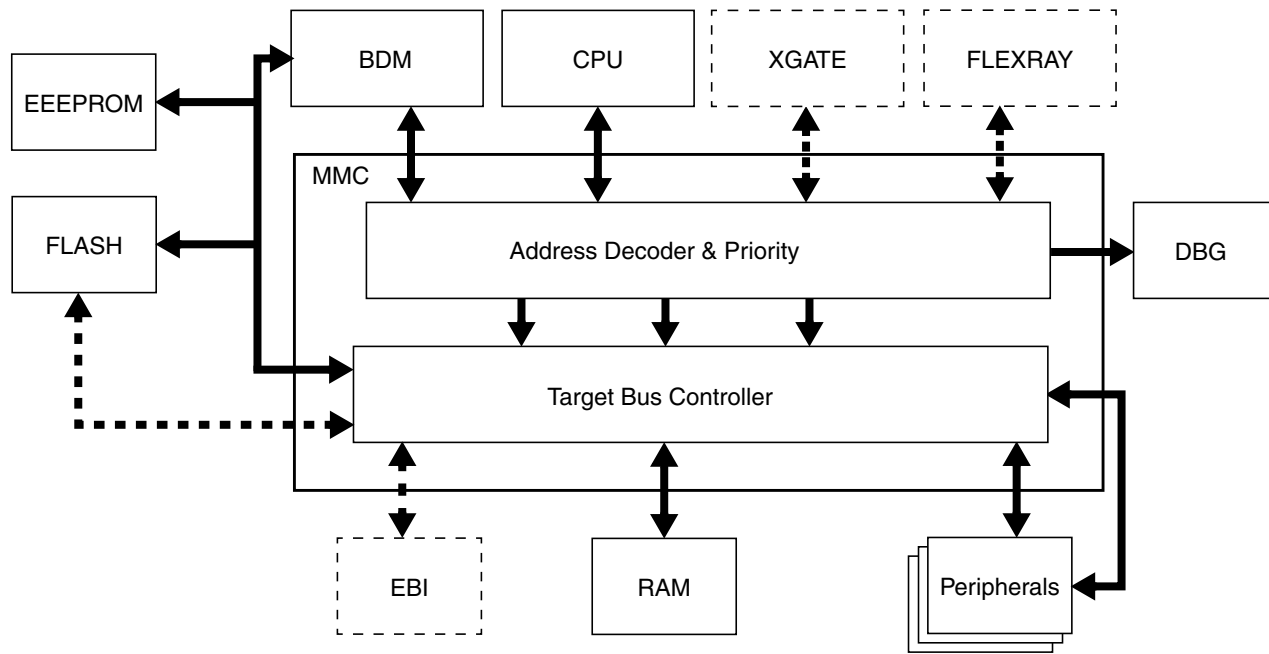 BDM
CPU
XGATE
FLEXRAY
EEEPROM
MMC
FLASH
Address Decoder & Priority
DBG
Target Bus Controller
EBI
RAM
Peripherals